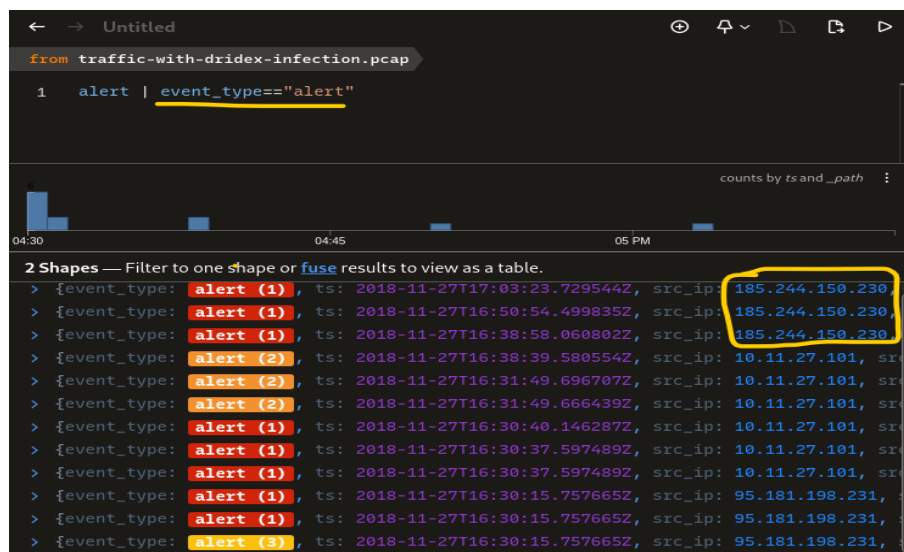 Untitled
from traffic-with-dridex-infection.pcap
1 alert | event_type=="alert"
counts by ts and _path
6
04:30 04:45 05 PM
2 Shapes — Filter to one shape or fuse results to view as a table.
> {event_type: alert (1) , ts: 2018-11-27T17:03:23.729544Z, src_ip: 185.244.150.230,
> {event_type: alert (1) , ts: 2018-11-27T16:50:54.499835Z, src_ip: 185.244.150.230,
> {event_type: alert (1) , ts: 2018-11-27T16:38:58.060802Z, src_ip: 185.244.150.230,
> {event_type: alert (2) , ts: 2018-11-27T16:38:39.580554Z, src_ip: 10.11.27.101, src
> {event_type: alert (2) , ts: 2018-11-27T16:31:49.696707Z, src_ip: 10.11.27.101, src
> {event_type: alert (2) , ts: 2018-11-27T16:31:49.666439Z, src_ip: 10.11.27.101, src
> {event_type: alert (1) , ts: 2018-11-27T16:30:40.146287Z, src_ip: 10.11.27.101, src
> {event_type: alert (1) , ts: 2018-11-27T16:30:37.597489Z, src_ip: 10.11.27.101, src
> {event_type: alert (1) , ts: 2018-11-27T16:30:37.597489Z, src_ip: 10.11.27.101, src
> {event_type: alert (1) , ts: 2018-11-27T16:30:15.757665Z, src_ip: 95.181.198.231,
> {event_type: alert (1) , ts: 2018-11-27T16:30:15.757665Z, src_ip: 95.181.198.231,
> {event_type: alert (3) , ts: 2018-11-27T16:30:15.757665Z, src_ip: 95.181.198.231,